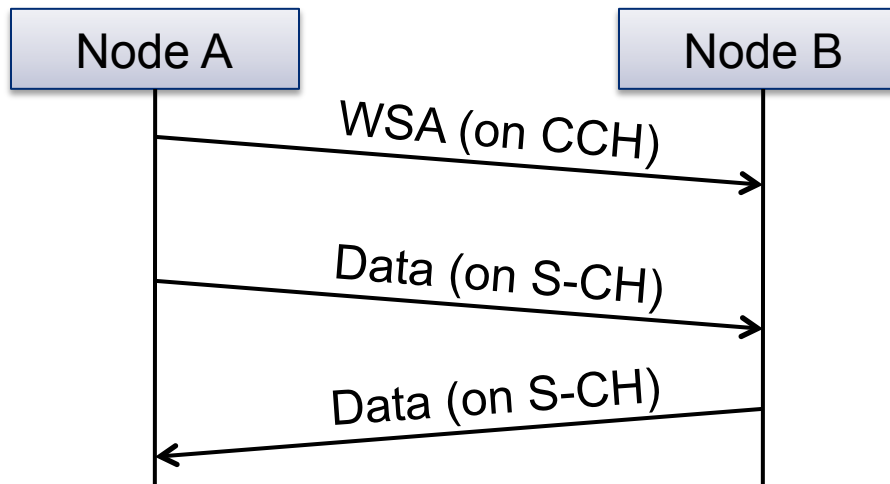 Node A
Node B
WSA (on CCH)
Data (on S-CH)
Data (on S-CH)